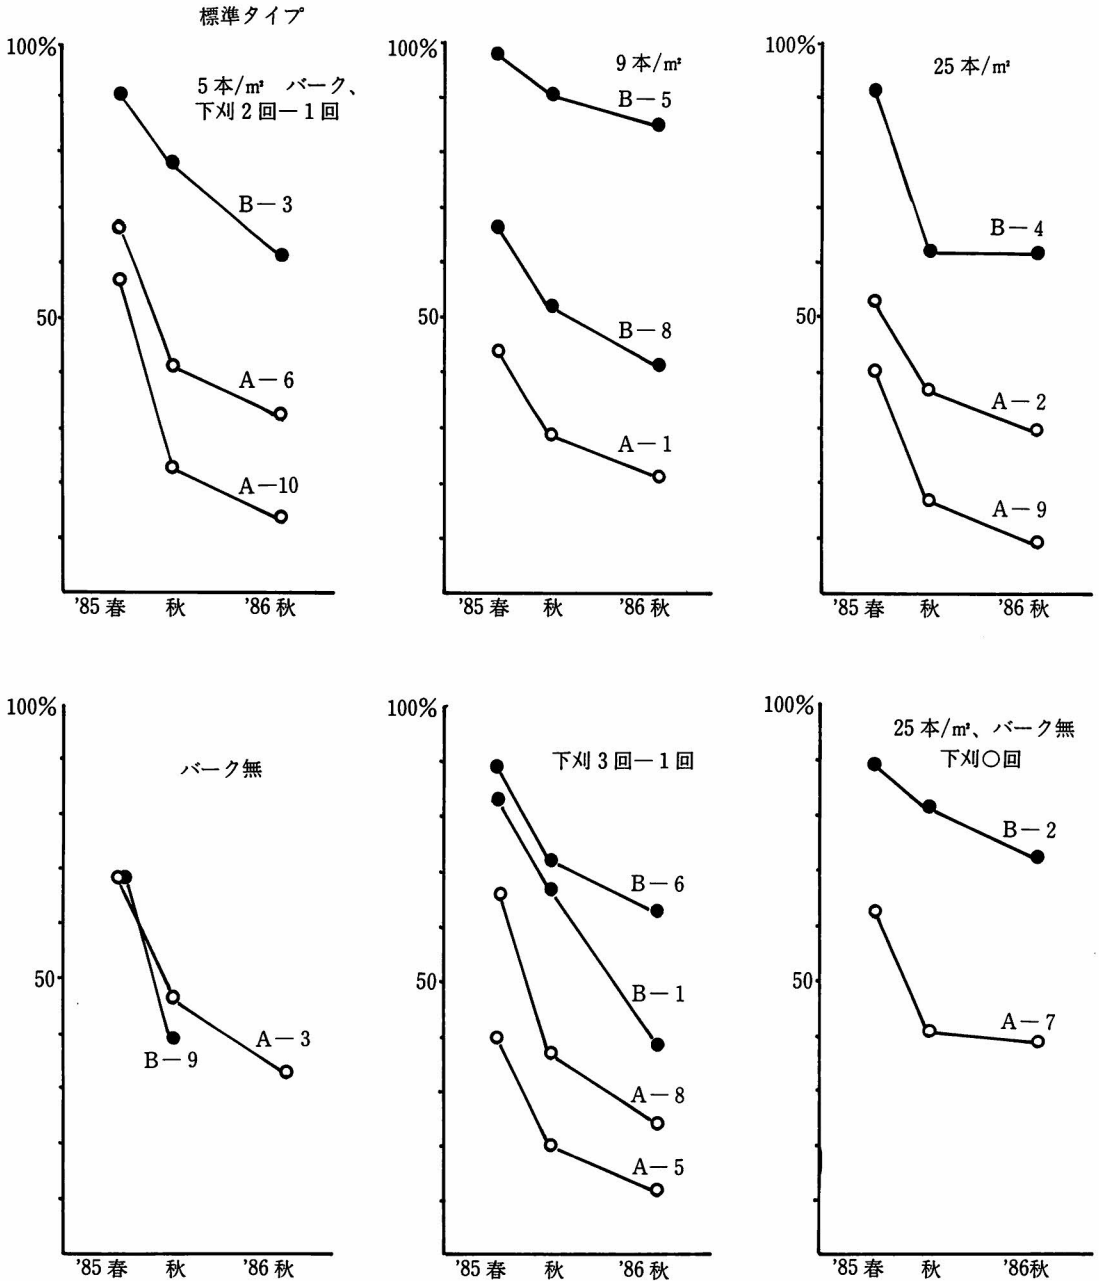 標準タイプ
100%
5本/m² バーク、
下刈2回－1回
B－3
50
A－6
A－10
'85春 秋 '86秋
100%
9本/m²
B－5
50
B－8
A－1
'85春 秋 '86秋
100%
25本/m²
B－4
50
A－2
A－9
'85春 秋 '86秋
100%
バーク無
50
A－3
B－9
'85春 秋 '86秋
100%
下刈3回－1回
B－6
50
B－1
A－8
A－5
'85春 秋 '86秋
100%
25本/m²、バーク無
下刈〇回
B－2
50
A－7
'85春 秋 '86秋